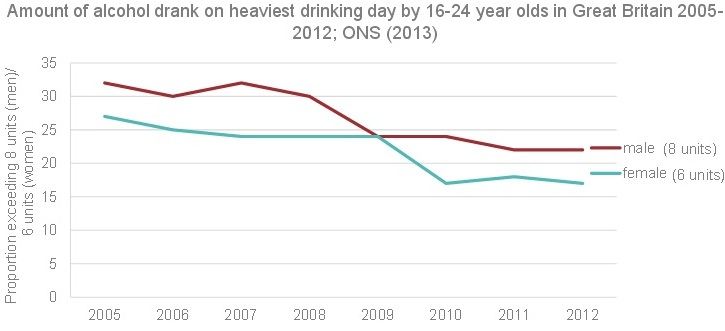 Amount of alcohol drank on heaviest drinking day by 16-24 year olds in Great Britain 2005-
2012; ONS (2013)
Proportion exceeding 8 units (men)/
6 units (women)
35
30
25
20
15
10
5
0
2005 2006 2007 2008 2009 2010 2011 2012
male (8 units)
female (6 units)